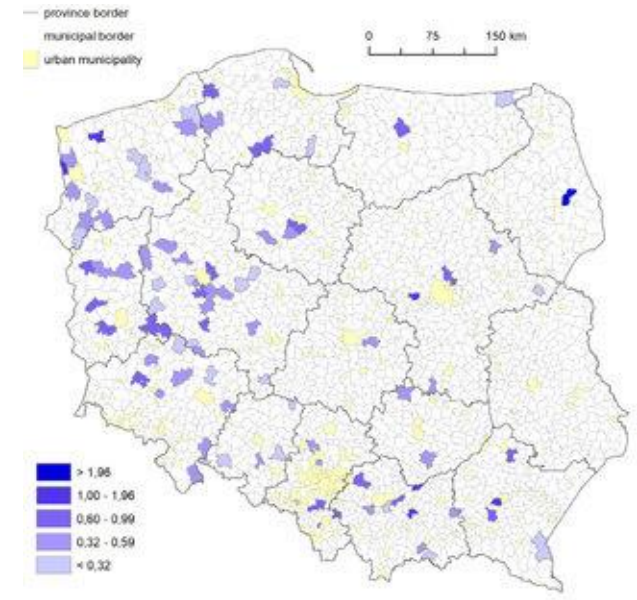 province border
municipal border
urban municipality
0 75 150 km
> 1,96
1,00 - 1,96
0,60 - 0,99
0,32 - 0,59
< 0,32